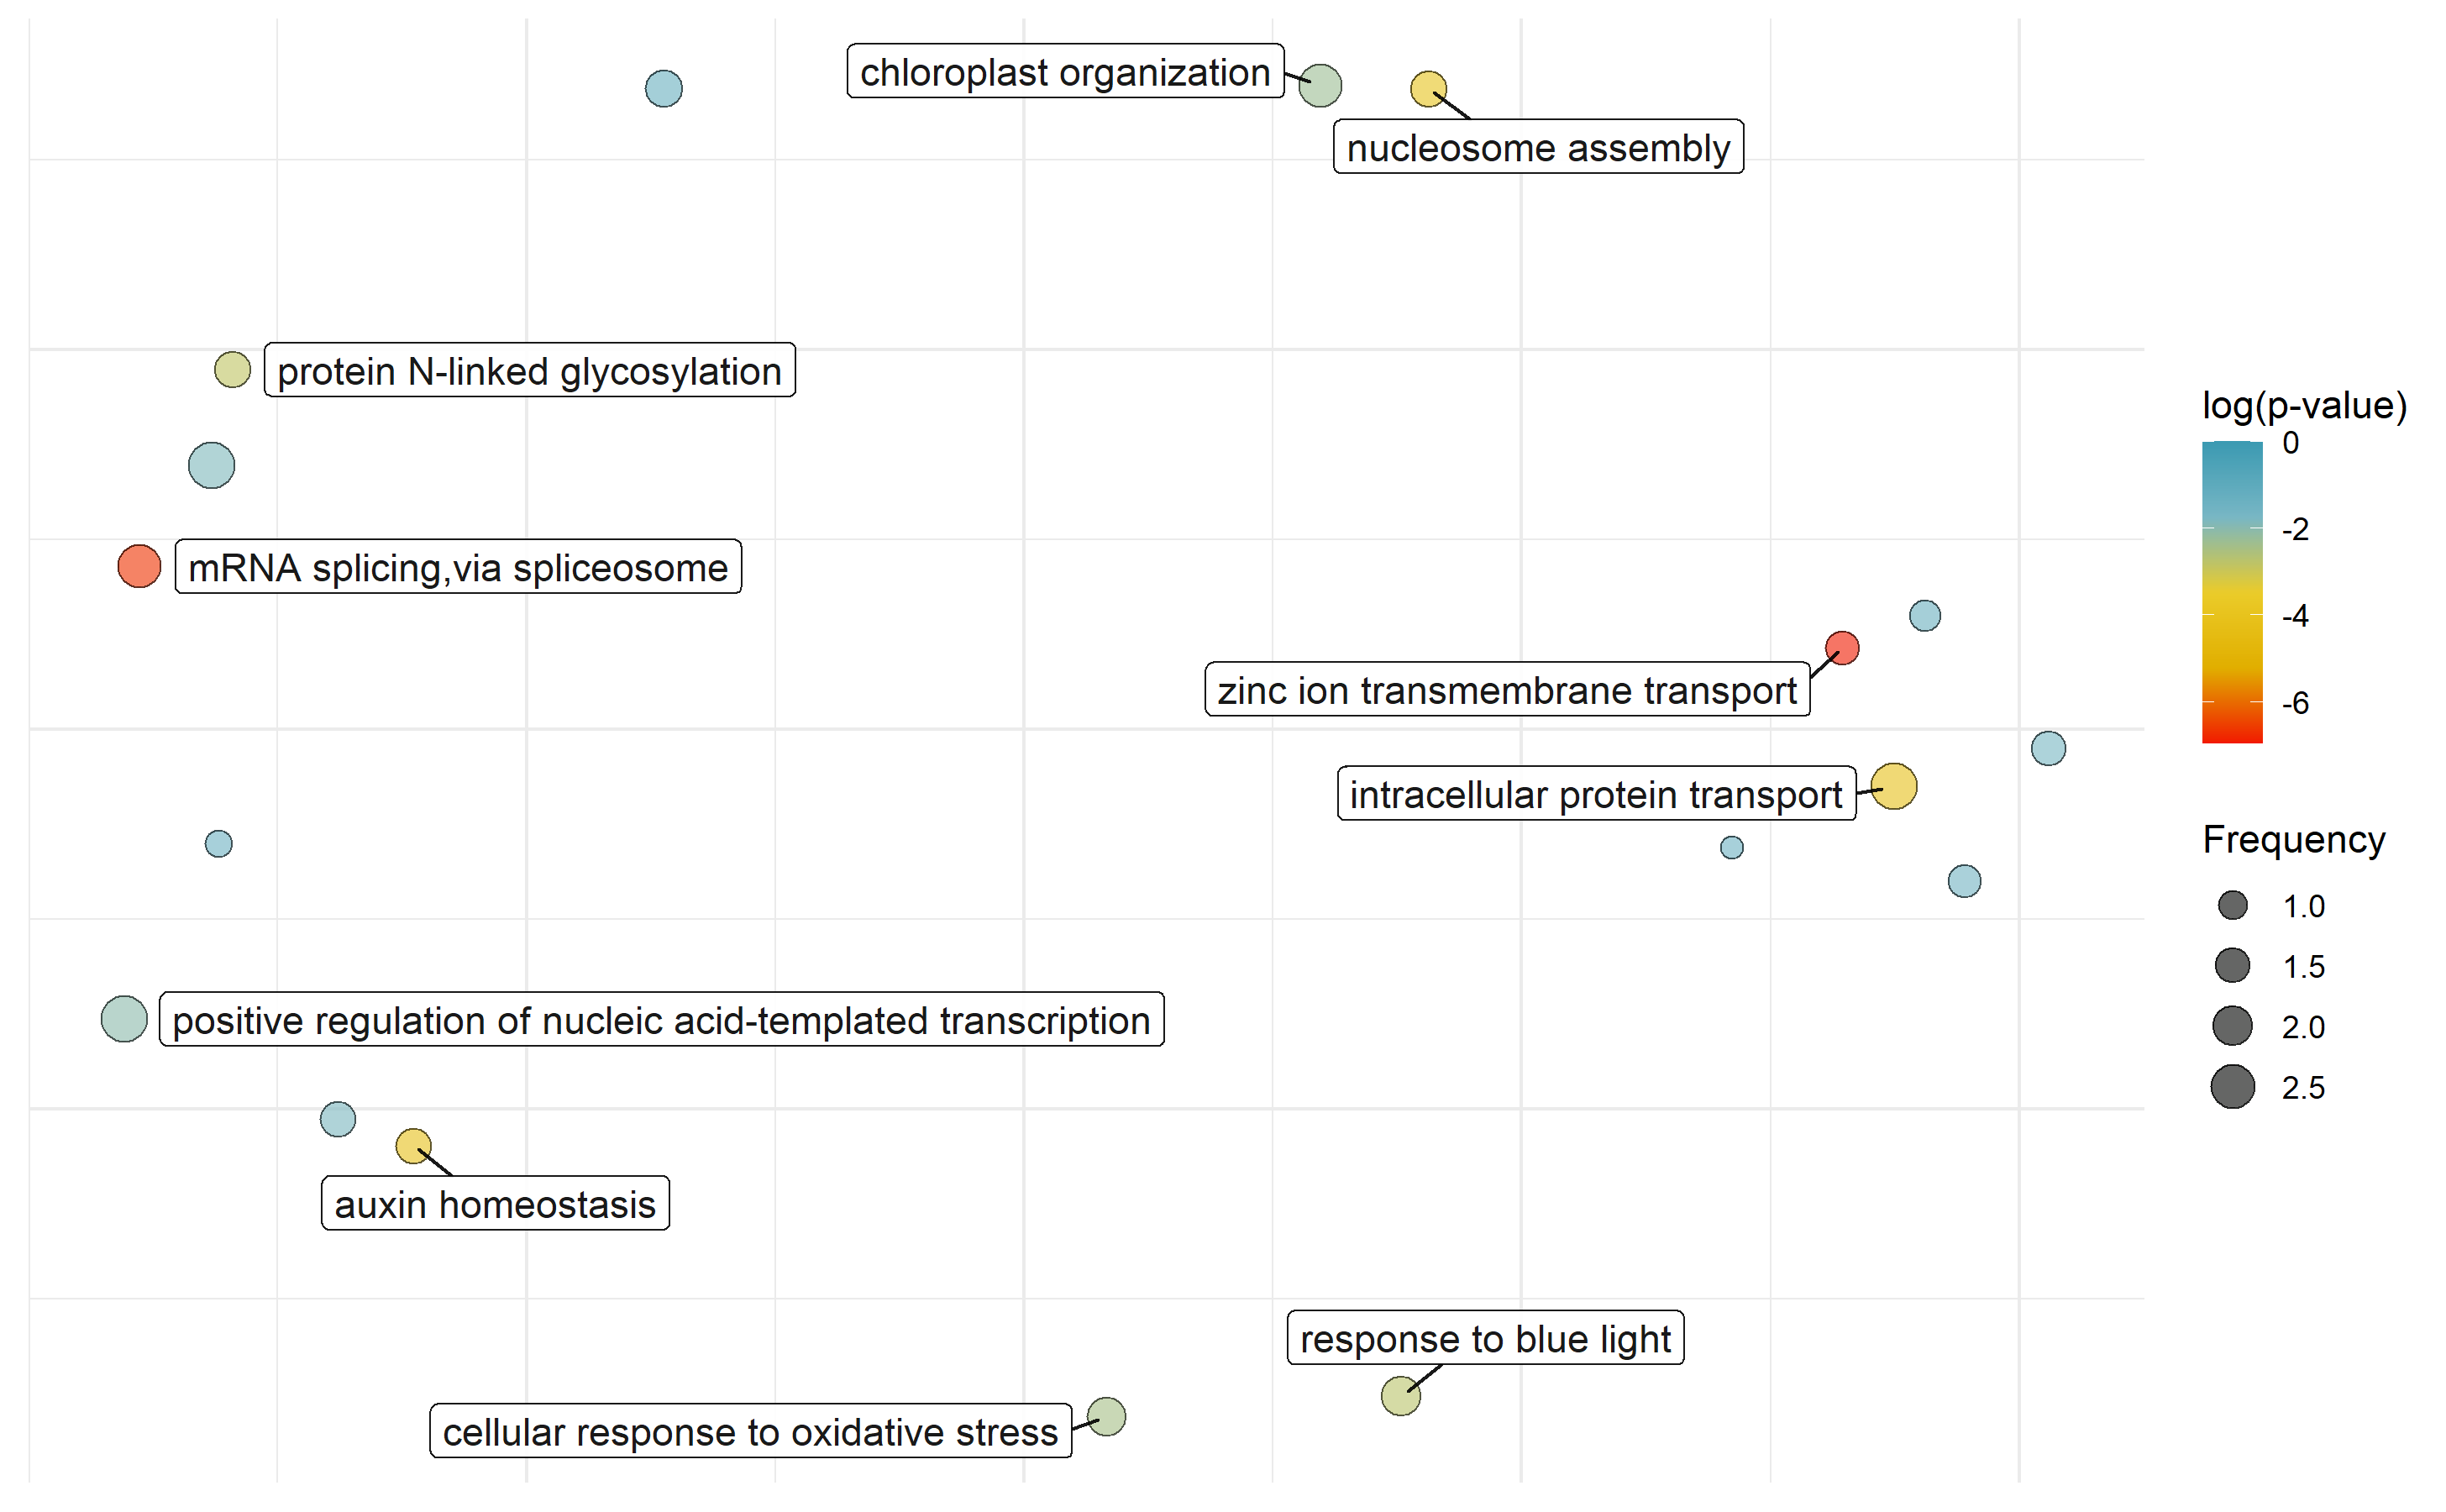 chloroplast organization
nucleosome assembly
protein N-linked glycosylation
mRNA splicing,via spliceosome
zinc ion transmembrane transport
intracellular protein transport
positive regulation of nucleic acid-templated transcription
auxin homeostasis
response to blue light
cellular response to oxidative stress
log(p-value)
0
-2
-4
-6
Frequency
1.0
1.5
2.0
2.5